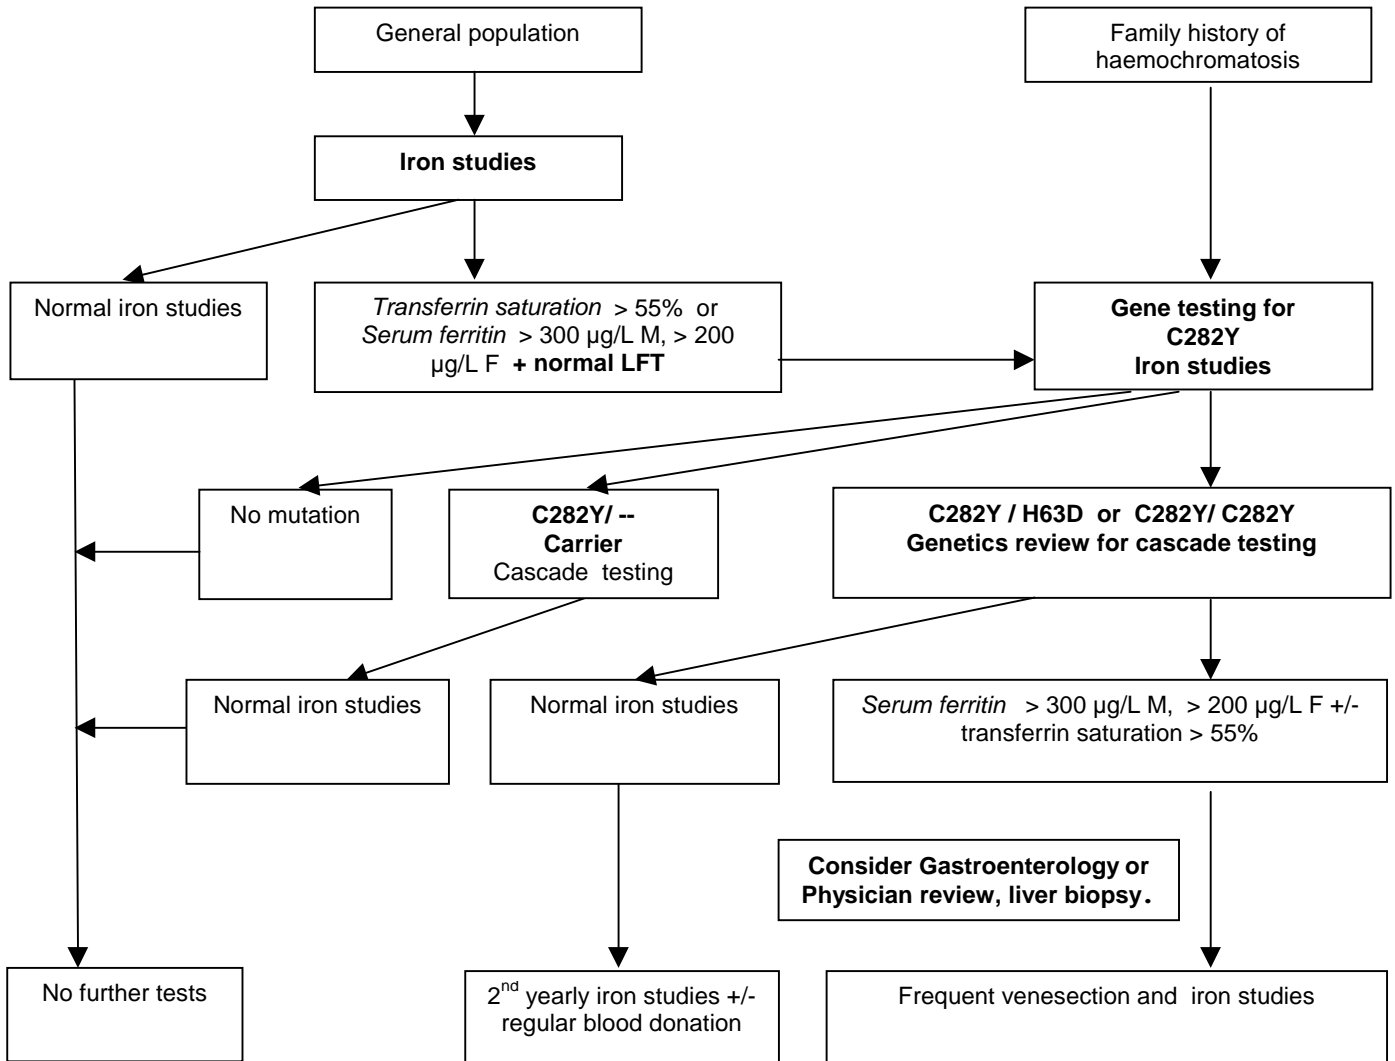 General population
Family history of
haemochromatosis
Iron studies
Normal iron studies
Transferrin saturation > 55% or
Serum ferritin > 300 µg/L M, > 200
µg/L F + normal LFT
Gene testing for
C282Y
Iron studies
No mutation
C282Y/ --
Carrier
Cascade testing
C282Y / H63D or C282Y/ C282Y
Genetics review for cascade testing
Normal iron studies
Normal iron studies
Serum ferritin > 300 µg/L M, > 200 µg/L F +/-
transferrin saturation > 55%
Consider Gastroenterology or
Physician review, liver biopsy.
No further tests
2nd yearly iron studies +/-
regular blood donation
Frequent venesection and iron studies